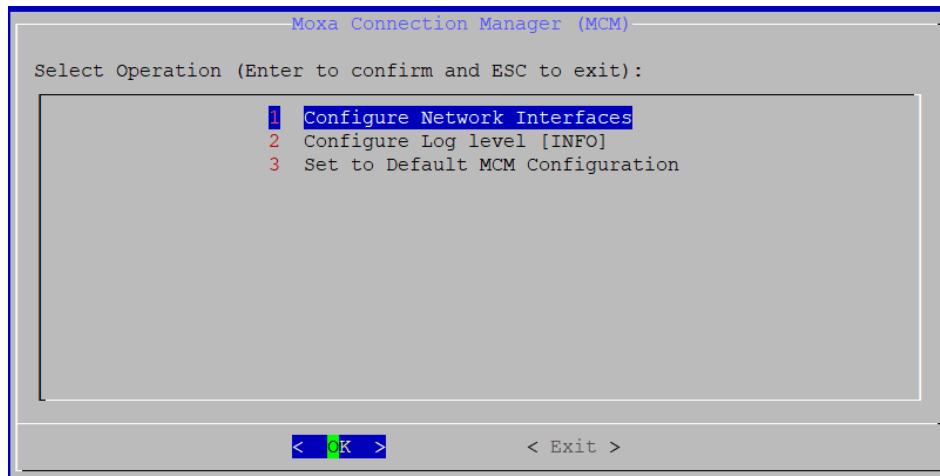 Moxa Connection Manager (MCM)
Select Operation (Enter to confirm and ESC to exit):
1 Configure Network Interfaces
2 Configure Log level [INFO]
3 Set to Default MCM Configuration
< OK > < Exit >